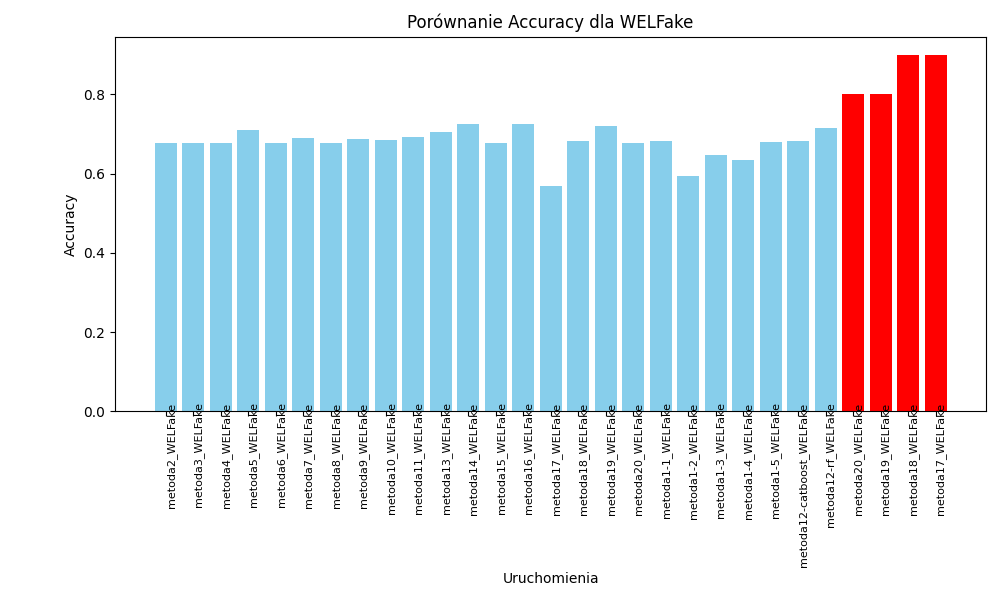 Porównanie Accuracy dla WELFake
Accuracy
0.8
0.6
0.4
0.2
0.0
metoda2_WELFake
metoda3_WELFake
metoda4_WELFake
metoda5_WELFake
metoda6_WELFake
metoda7_WELFake
metoda8_WELFake
metoda9_WELFake
metoda10_WELFake
metoda11_WELFake
metoda13_WELFake
metoda14_WELFake
metoda15_WELFake
metoda16_WELFake
metoda17_WELFake
metoda18_WELFake
metoda19_WELFake
metoda20_WELFake
metoda1-1_WELFake
metoda1-2_WELFake
metoda1-3_WELFake
metoda1-4_WELFake
metoda1-5_WELFake
metoda12-catboost_WELFake
metoda12-rf_WELFake
metoda20_WELFake
metoda19_WELFake
metoda18_WELFake
metoda17_WELFake
Uruchomienia